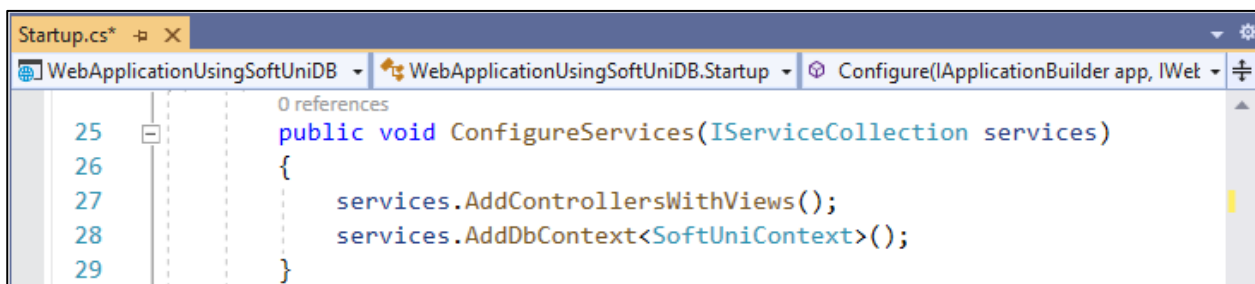 Startup.cs*
WebApplicationUsingSoftUniDB WebApplicationUsingSoftUniDB.Startup Configure(IApplicationBuilder app, IWeb
0 references
25 public void ConfigureServices(IServiceCollection services)
26 {
27 services.AddControllersWithViews();
28 services.AddDbContext<SoftUniContext>();
29 }